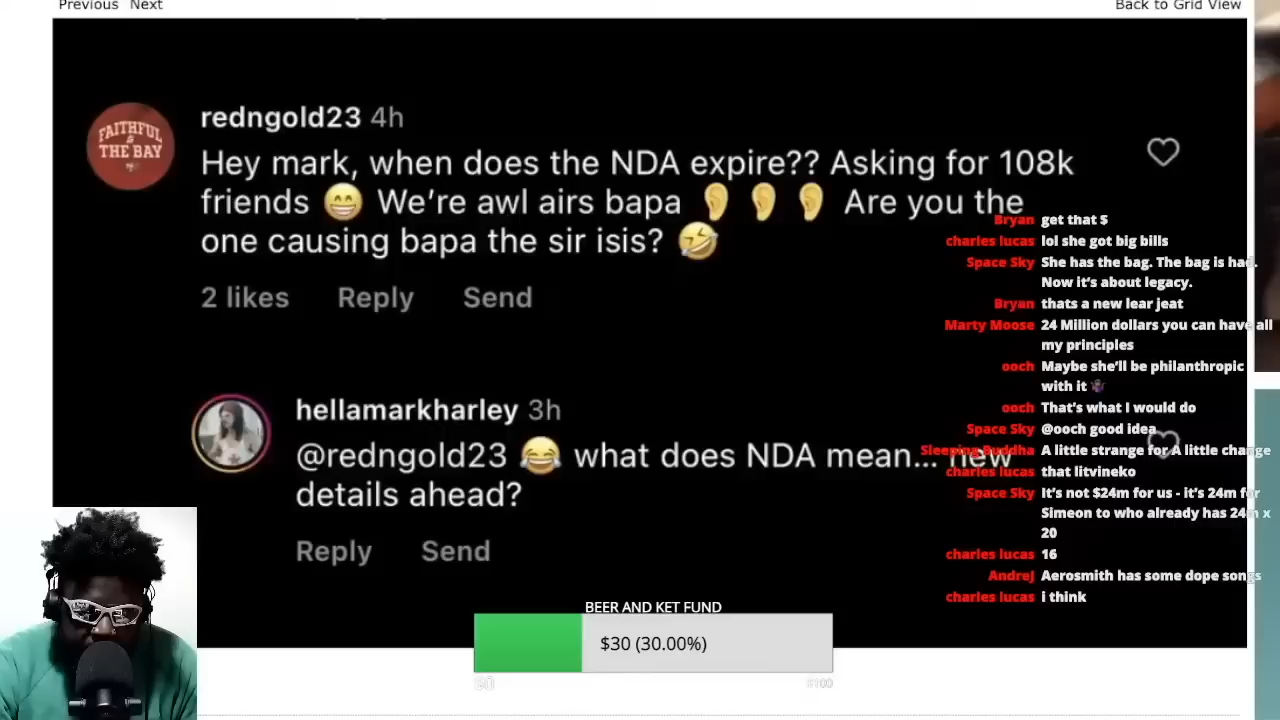 Previous Next
Back to Grid View
redngold23 4h
FAITHFUL
THE BAY
Hey mark, when does the NDA expire?? Asking for 108k
friends 😁 We're awl airs bapa 👂👂👂 Are you the
one causing bapa the sir isis? 🤣
2 likes Reply Send
hellamarkharley 3h
@redngold23 😂 what does NDA mean... new
details ahead?
Reply Send
Bryan get that $
charles lucas lol she got big bills
Space Sky She has the bag. The bag is had.
Now it's about legacy.
Bryan thats a new lear jeat
Marty Moose 24 Million dollars you can have all
my principles
ooch Maybe she'll be philanthropic
with it 🤷🏾‍♀️
ooch That's what I would do
Space Sky @ooch good idea
Sleeping Buddha A little strange for A little change
charles lucas that litvineko
Space Sky It's not $24m for us - it's 24m for
Simeon to who already has 24m x
20
charles lucas 16
AndreJ Aerosmith has some dope songs
charles lucas i think
BEER AND KET FUND
$30 (30.00%)
$0 $100